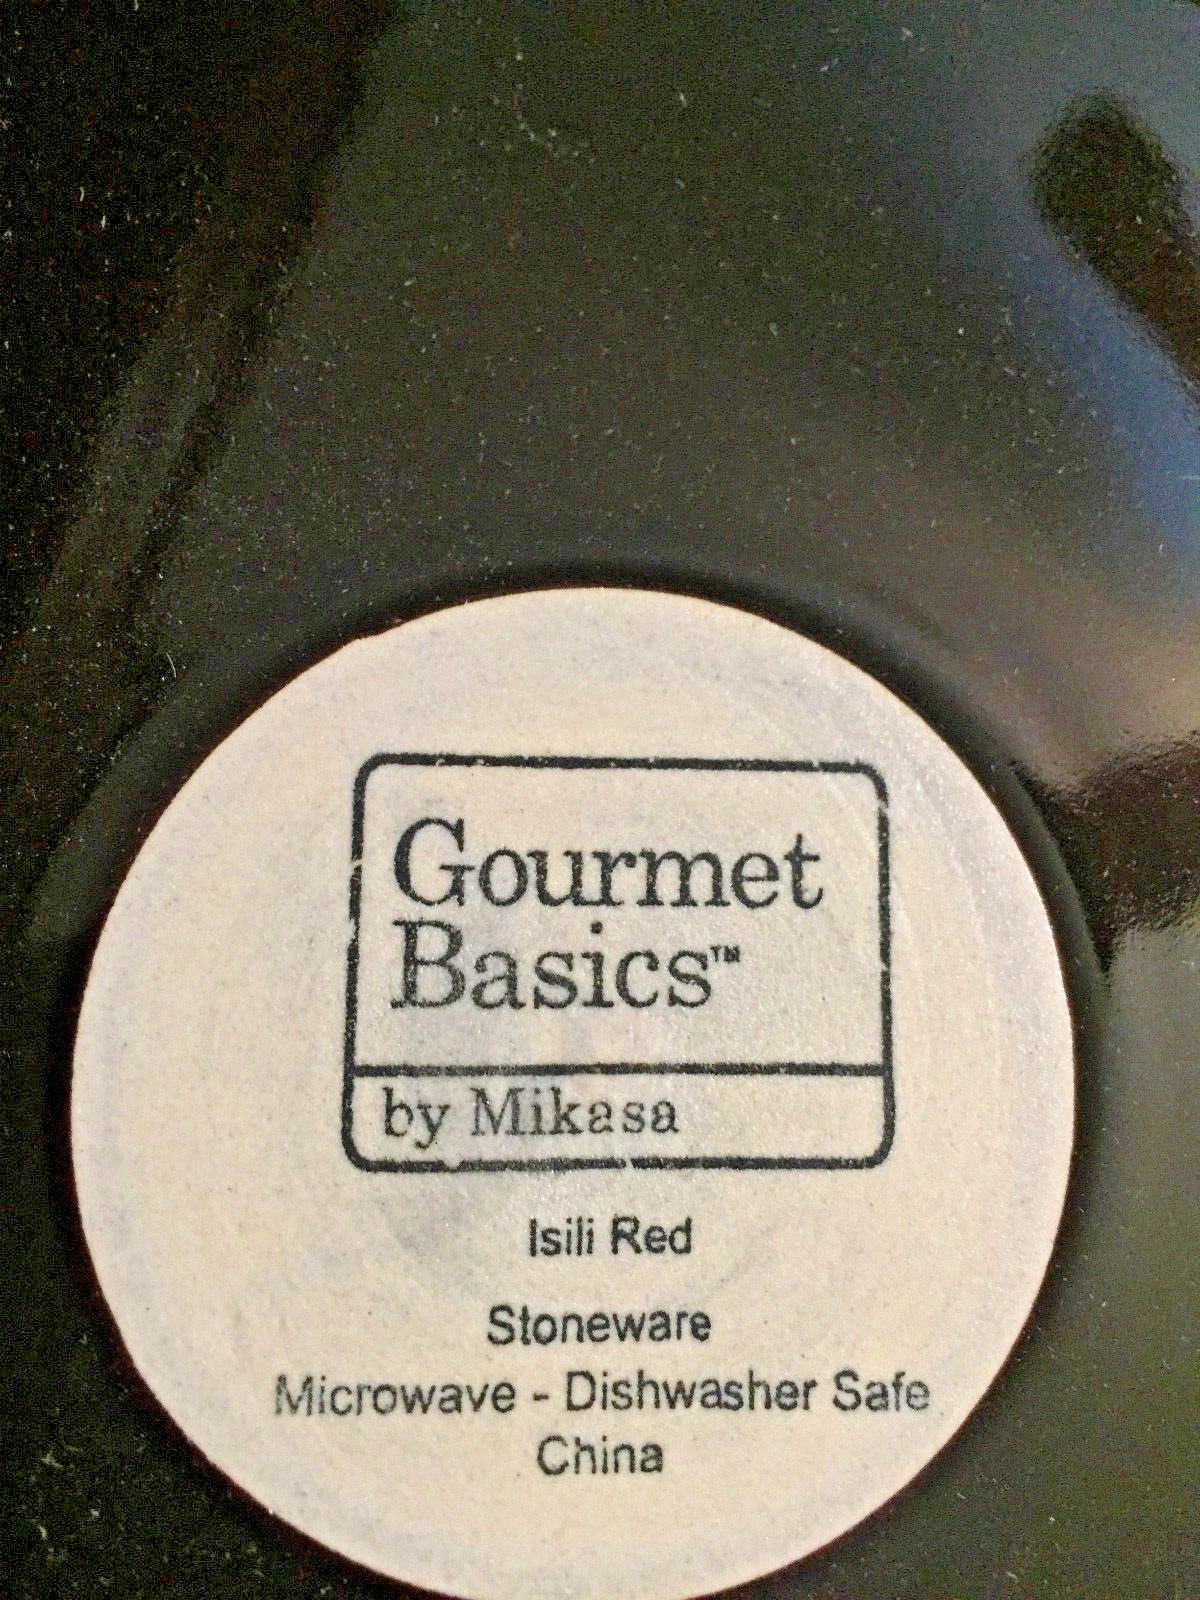 Gourmet
Basics™
by Mikasa
Isili Red
Stoneware
Microwave - Dishwasher Safe
China